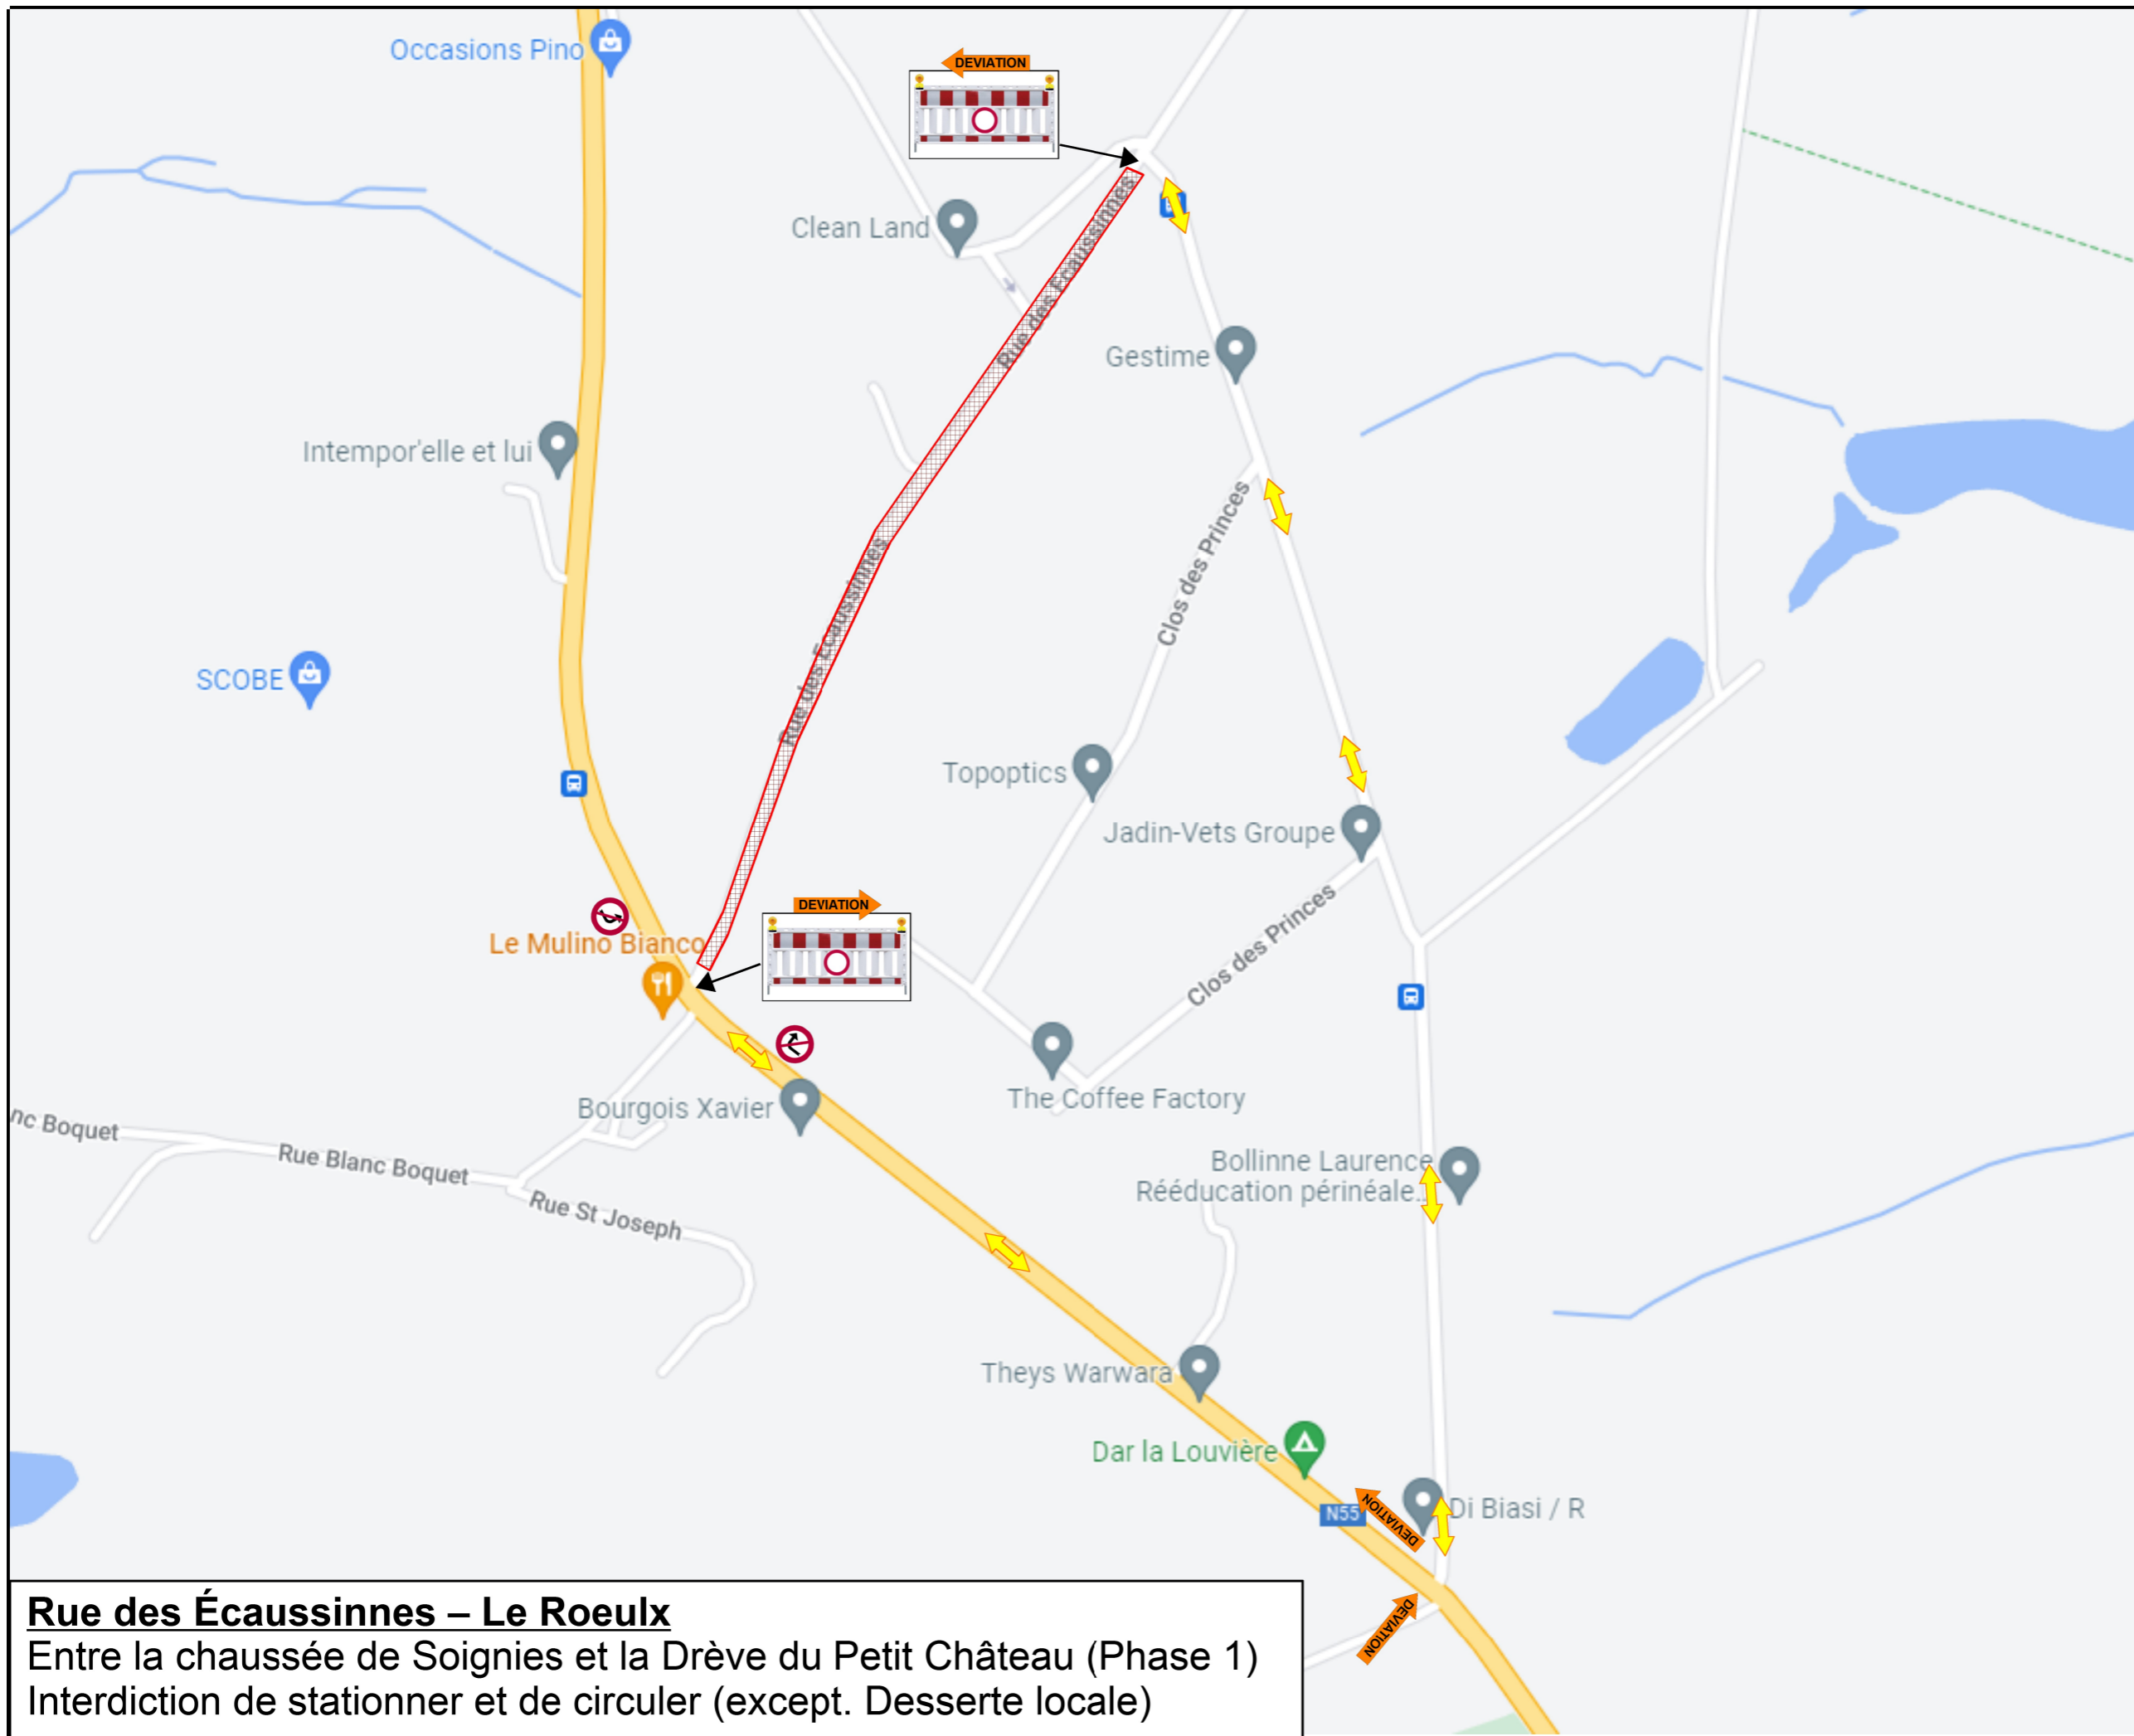 Occasions Pino
DEVIATION
Clean Land
Rue des Écaussinnes
Gestime
Intempor'elle et lui
Clos des Princes
Rue des Écaussinnes
SCOBE
Topoptics
Jadin-Vets Groupe
DEVIATION
Le Mulino Bianco
Clos des Princes
Bourgois Xavier
The Coffee Factory
nc Boquet
Rue Blanc Boquet
Rue St Joseph
Bollinne Laurence
Rééducation périnéale...
Theys Warwara
Dar la Louvière
N55
DEVIATION
Di Biasi / R
DEVIATION
Rue des Écaussinnes – Le Roeulx
Entre la chaussée de Soignies et la Drève du Petit Château (Phase 1)
Interdiction de stationner et de circuler (except. Desserte locale)